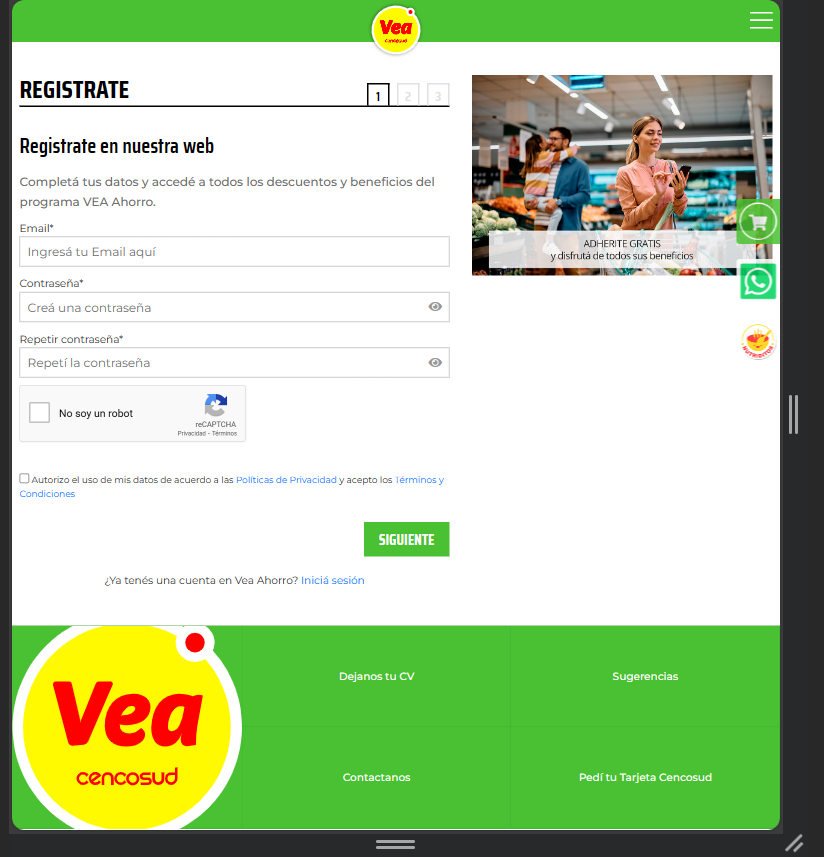 Vea
cencosud
REGISTRATE
1 2 3
Registrate en nuestra web
Completá tus datos y accedé a todos los descuentos y beneficios del
programa VEA Ahorro.
Email*
Ingresá tu Email aquí
Contraseña*
Creá una contraseña
Repetir contraseña*
Repetí la contraseña
No soy un robot
reCAPTCHA
Privacidad - Términos
Autorizo el uso de mis datos de acuerdo a las Políticas de Privacidad y acepto los Términos y
Condiciones
SIGUIENTE
¿Ya tenés una cuenta en Vea Ahorro? Iniciá sesión
ADHERITE GRATIS
y disfrutá de todos sus beneficios
NUTRIDITOS
Vea
cencosud
Dejanos tu CV
Sugerencias
Contactanos
Pedí tu Tarjeta Cencosud